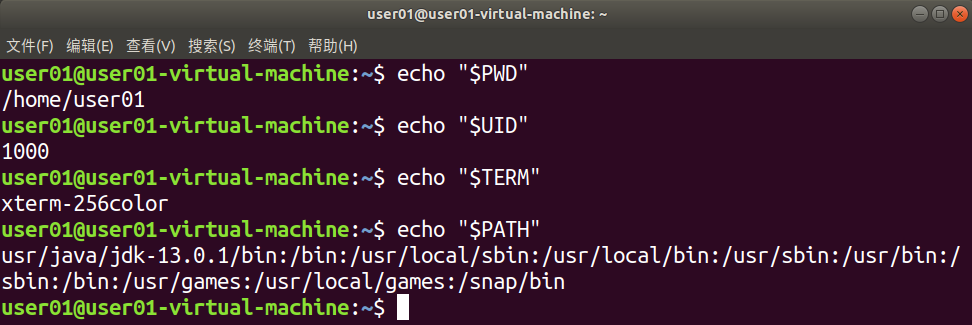 user01@user01-virtual-machine: ~
文件(F) 编辑(E) 查看(V) 搜索(S) 终端(T) 帮助(H)
user01@user01-virtual-machine:~$ echo "$PWD"
/home/user01
user01@user01-virtual-machine:~$ echo "$UID"
1000
user01@user01-virtual-machine:~$ echo "$TERM"
xterm-256color
user01@user01-virtual-machine:~$ echo "$PATH"
usr/java/jdk-13.0.1/bin:/bin:/usr/local/sbin:/usr/local/bin:/usr/sbin:/usr/bin:/
sbin:/bin:/usr/games:/usr/local/games:/snap/bin
user01@user01-virtual-machine:~$